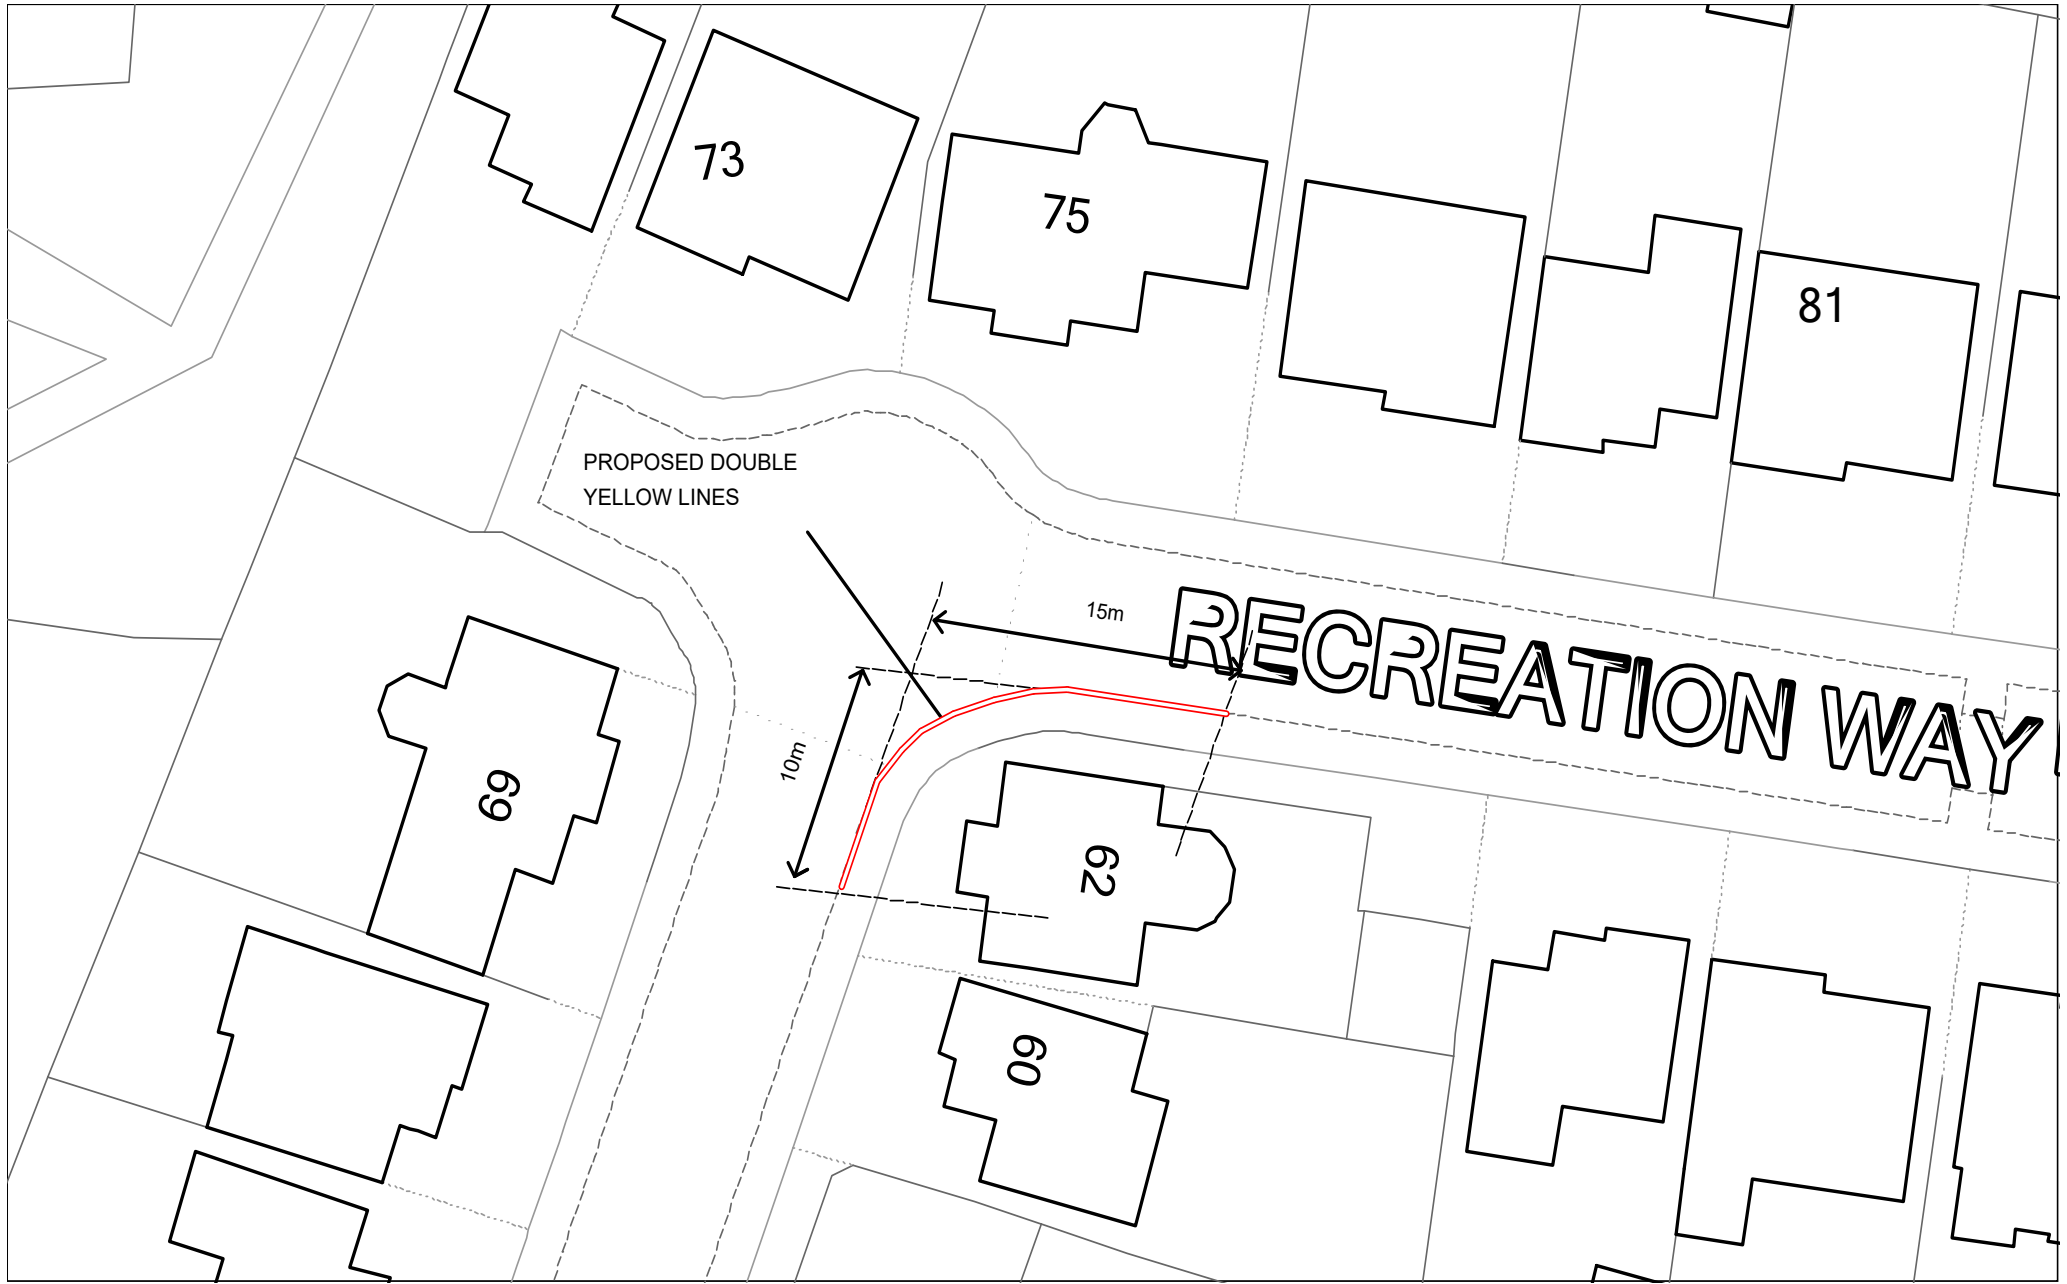 73
75
81
PROPOSED DOUBLE
YELLOW LINES
15m
RECREATION WAY
10m
69
62
60